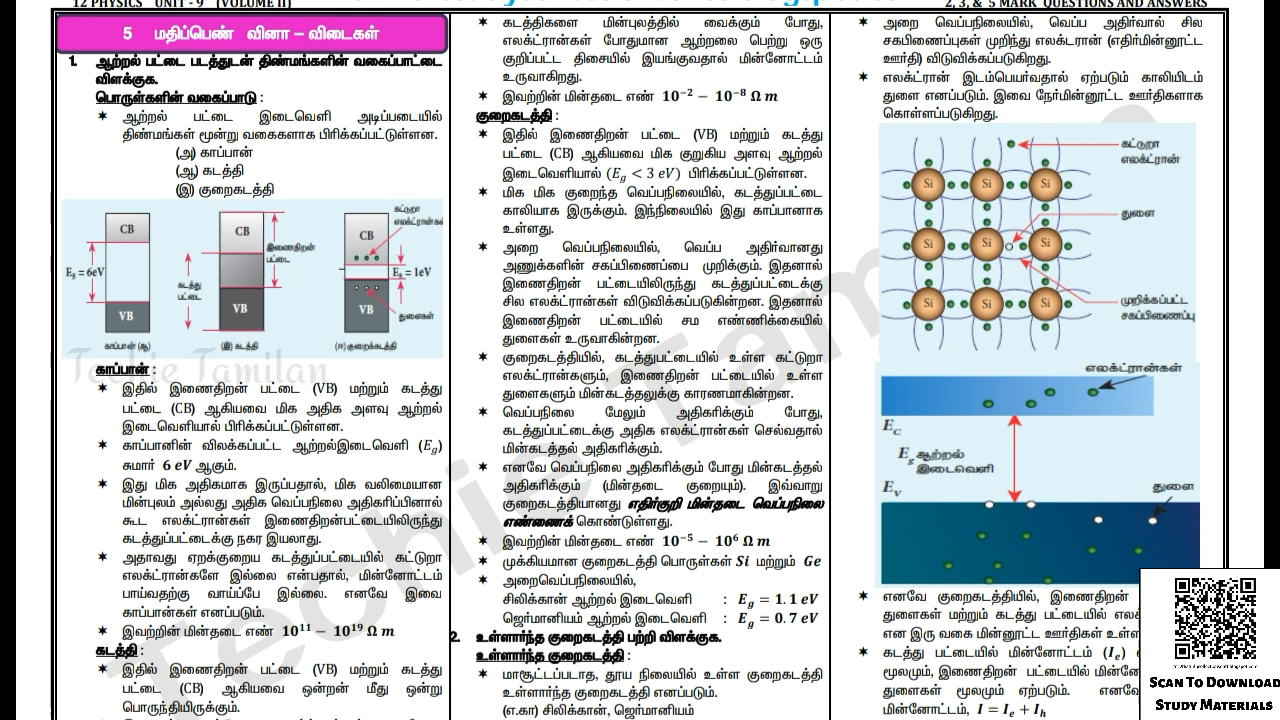 12 PHYSICS UNIT - 9 (VOLUME II)
2, 3, & 5 MARK QUESTIONS AND ANSWERS
5 மதிப்பெண் வினா – விடைகள்
1. ஆற்றல் பட்டை படத்துடன் திண்மங்களின் வகைப்பாட்டை
விளக்குக.
பொருள்களின் வகைப்பாடு :
★ ஆற்றல் பட்டை இடைவெளி அடிப்படையில்
திண்மங்கள் மூன்று வகைகளாக பிரிக்கப்பட்டுள்ளன.
(அ) காப்பான்
(ஆ) கடத்தி
(இ) குறைகடத்தி
கட்டுறா
எலக்ட்ரான்கள்
CB
CB
CB
இணைதிறன்
பட்டை
Eg = 6eV
Eg = 1eV
கடத்து
பட்டை
VB
VB
VB
துளைகள்
காப்பான் (ஆ)
(இ) கடத்தி
(ஈ) குறைக்கடத்தி
Techie Tamilan
காப்பான் :
★ இதில் இணைதிறன் பட்டை (VB) மற்றும் கடத்து
பட்டை (CB) ஆகியவை மிக அதிக அளவு ஆற்றல்
இடைவெளியால் பிரிக்கப்பட்டுள்ளன.
★ காப்பானின் விலக்கப்பட்ட ஆற்றல்இடைவெளி (Eg)
சுமார் 6 eV ஆகும்.
★ இது மிக அதிகமாக இருப்பதால், மிக வலிமையான
மின்புலம் அல்லது அதிக வெப்பநிலை அதிகரிப்பினால்
கூட எலக்ட்ரான்கள் இணைதிறன்பட்டையிலிருந்து
கடத்துப்பட்டைக்கு நகர இயலாது.
★ அதாவது ஏறக்குறைய கடத்துப்பட்டையில் கட்டுறா
எலக்ட்ரான்களே இல்லை என்பதால், மின்னோட்டம்
பாய்வதற்கு வாய்ப்பே இல்லை. எனவே இவை
காப்பான்கள் எனப்படும்.
★ இவற்றின் மின்தடை எண் 10¹¹ – 10¹⁹ Ω m
கடத்தி :
★ இதில் இணைதிறன் பட்டை (VB) மற்றும் கடத்து
பட்டை (CB) ஆகியவை ஒன்றன் மீது ஒன்று
பொருந்தியிருக்கும்.
★ கடத்திகளை மின்புலத்தில் வைக்கும் போது,
எலக்ட்ரான்கள் போதுமான ஆற்றலை பெற்று ஒரு
குறிப்பட்ட திசையில் இயங்குவதால் மின்னோட்டம்
உருவாகிறது.
★ இவற்றின் மின்தடை எண் 10⁻² – 10⁻⁸ Ω m
குறைகடத்தி :
★ இதில் இணைதிறன் பட்டை (VB) மற்றும் கடத்து
பட்டை (CB) ஆகியவை மிக குறுகிய அளவு ஆற்றல்
இடைவெளியால் (Eg < 3 eV) பிரிக்கப்பட்டுள்ளன.
★ மிக மிக குறைந்த வெப்பநிலையில், கடத்துப்பட்டை
காலியாக இருக்கும். இந்நிலையில் இது காப்பானாக
உள்ளது.
★ அறை வெப்பநிலையில், வெப்ப அதிர்வானது
அணுக்களின் சகப்பிணைப்பை முறிக்கும். இதனால்
இணைதிறன் பட்டையிலிருந்து கடத்துப்பட்டைக்கு
சில எலக்ட்ரான்கள் விடுவிக்கப்படுகின்றன. இதனால்
இணைதிறன் பட்டையில் சம எண்ணிக்கையில்
துளைகள் உருவாகின்றன.
★ குறைகடத்தியில், கடத்துபட்டையில் உள்ள கட்டுறா
எலக்ட்ரான்களும், இணைதிறன் பட்டையில் உள்ள
துளைகளும் மின்கடத்தலுக்கு காரணமாகின்றன.
★ வெப்பநிலை மேலும் அதிகரிக்கும் போது,
கடத்துப்பட்டைக்கு அதிக எலக்ட்ரான்கள் செல்வதால்
மின்கடத்தல் அதிகரிக்கும்.
★ எனவே வெப்பநிலை அதிகரிக்கும் போது மின்கடத்தல்
அதிகரிக்கும் (மின்தடை குறையும்). இவ்வாறு
குறைகடத்தியானது எதிர்குறி மின்தடை வெப்பநிலை
எண்ணைக் கொண்டுள்ளது.
★ இவற்றின் மின்தடை எண் 10⁻⁵ – 10⁶ Ω m
★ முக்கியமான குறைகடத்தி பொருள்கள் Si மற்றும் Ge
★ அறைவெப்பநிலையில்,
சிலிக்கான் ஆற்றல் இடைவெளி : Eg = 1.1 eV
ஜெர்மானியம் ஆற்றல் இடைவெளி : Eg = 0.7 eV
2. உள்ளார்ந்த குறைகடத்தி பற்றி விளக்குக.
உள்ளார்ந்த குறைகடத்தி :
★ மாசூட்டப்படாத, தூய நிலையில் உள்ள குறைகடத்தி
உள்ளார்ந்த குறைகடத்தி எனப்படும்.
(எ.கா) சிலிக்கான், ஜெர்மானியம்
★ அறை வெப்பநிலையில், வெப்ப அதிர்வால் சில
சகபிணைப்புகள் முறிந்து எலக்டரான் (எதிர்மின்னூட்ட
ஊர்தி) விடுவிக்கப்படுகிறது.
★ எலக்ட்ரான் இடம்பெயர்வதால் ஏற்படும் காலியிடம்
துளை எனப்படும். இவை நேர்மின்னூட்ட ஊர்திகளாக
கொள்ளப்படுகிறது.
கட்டுறா
எலக்ட்ரான்
Si Si Si
துளை
Si Si Si
முறிக்கப்பட்ட
சகப்பிணைப்பு
Si Si Si
எலக்ட்ரான்கள்
EC
Eg ஆற்றல்
இடைவெளி
EV
துளை
★ எனவே குறைகடத்தியில், இணைதிறன்
துளைகள் மற்றும் கடத்து பட்டையில்
என இரு வகை மின்னூட்ட ஊர்திகள்
★ கடத்து பட்டையில் மின்னோட்டம் (Ie)
மூலமும், இணைதிறன் பட்டையில்
துளைகள் மூலமும் ஏற்படும்.
மின்னோட்டம், I = Ie + Ih
SCAN TO DOWNLOAD
STUDY MATERIALS